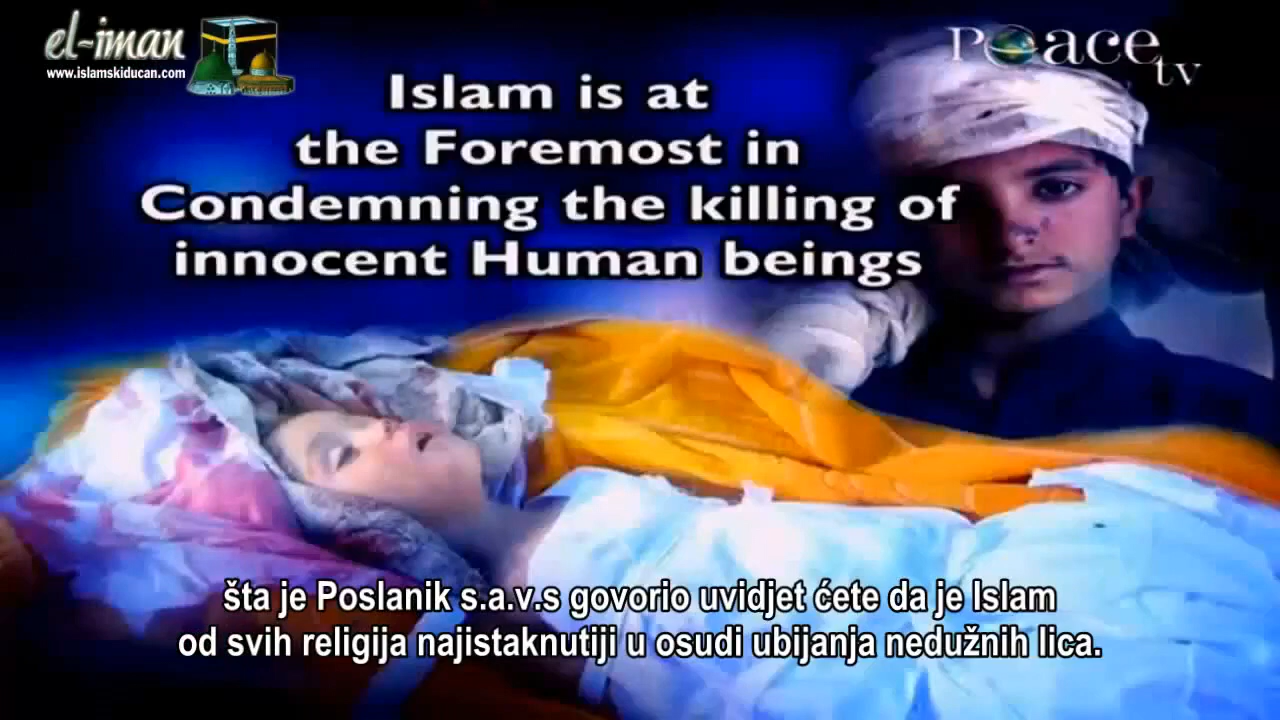 el-iman
www.islamskiducan.com
Peace tv
Islam is at
the Foremost in
Condemning the killing of
innocent Human beings
šta je Poslanik s.a.v.s govorio uvidjet ćete da je Islam
od svih religija najistaknutiji u osudi ubijanja nedužnih lica.